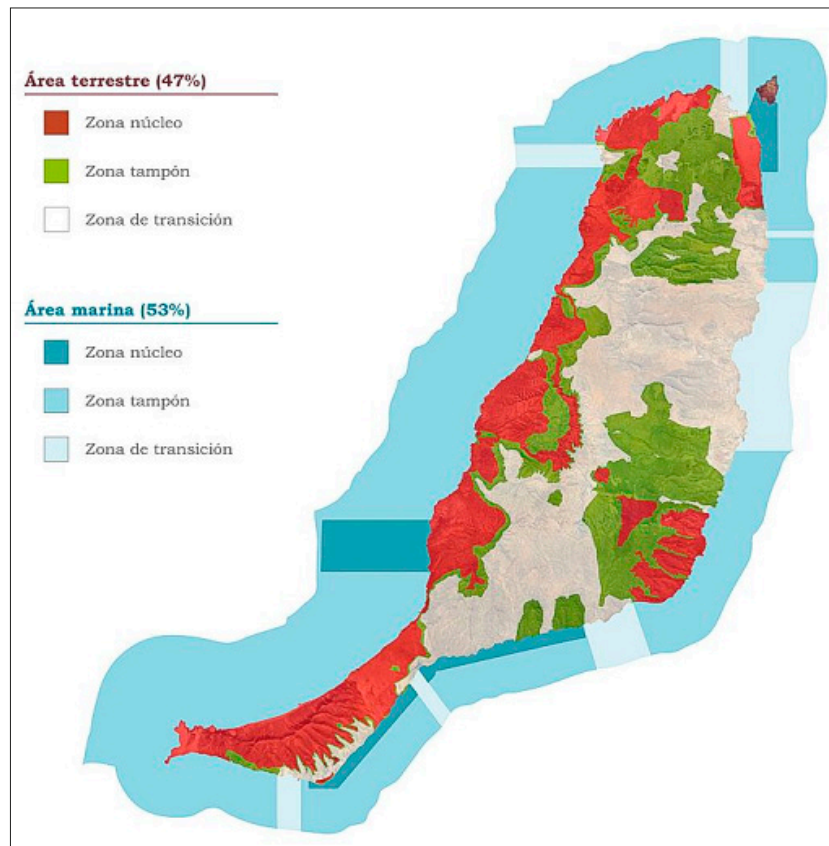 Área terrestre (47%)
Zona núcleo
Zona tampón
Zona de transición
Área marina (53%)
Zona núcleo
Zona tampón
Zona de transición